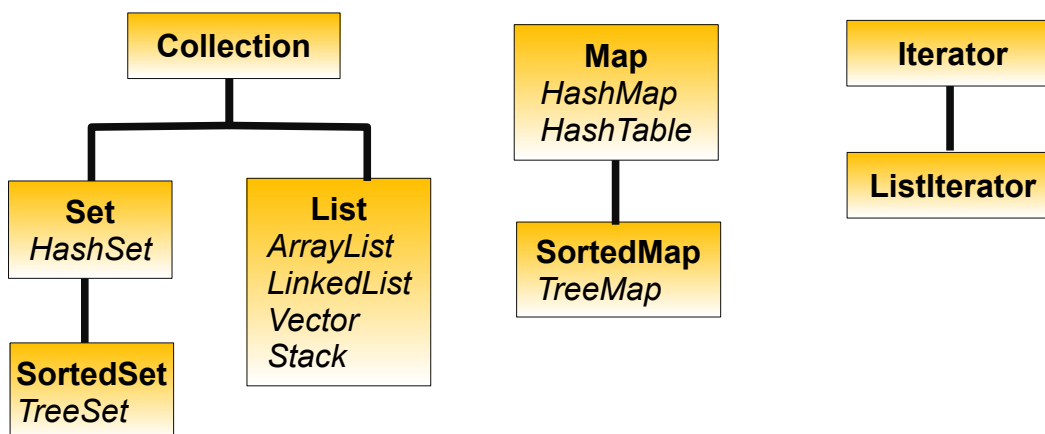 Collection
Set
HashSet
SortedSet
TreeSet
List
ArrayList
LinkedList
Vector
Stack
Map
HashMap
HashTable
SortedMap
TreeMap
Iterator
ListIterator